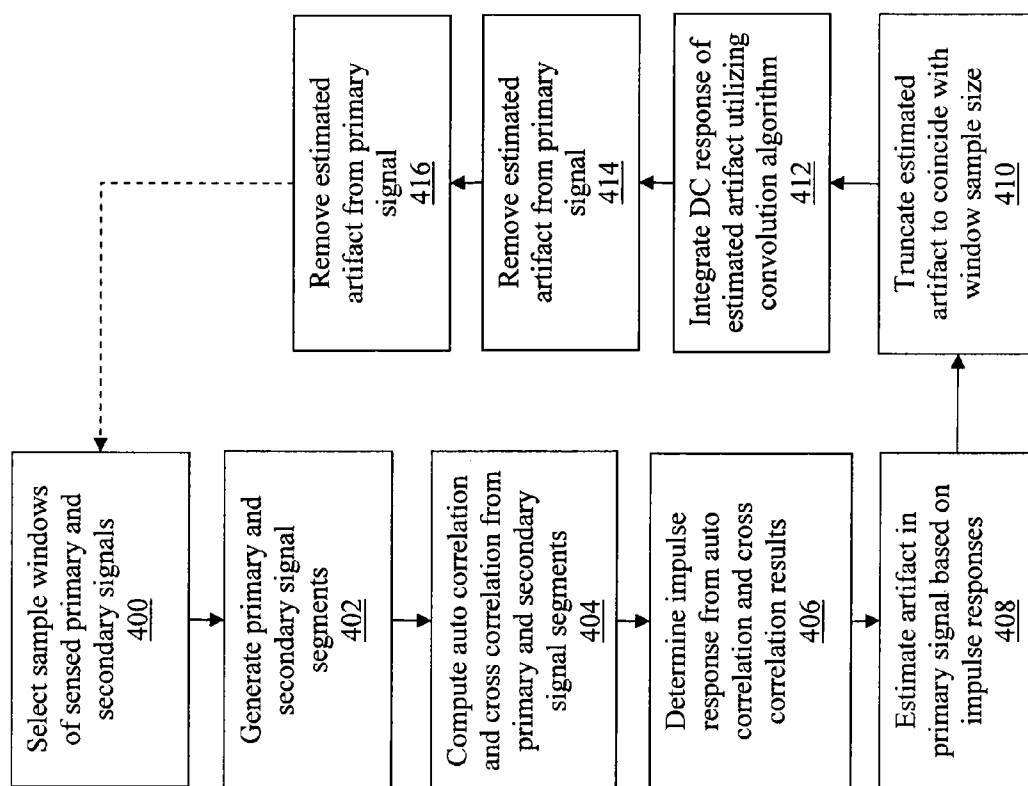 Select sample windows
of sensed primary and
secondary signals
400
Generate primary and
secondary signal
segments
402
Compute auto correlation
and cross correlation from
primary and secondary
signal segments
404
Determine impulse
response from auto
correlation and cross
correlation results
406
Estimate artifact in
primary signal based on
impulse responses
408
Truncate estimated
artifact to coincide with
window sample size
410
Integrate DC response of
estimated artifact utilizing
convolution algorithm
412
Remove estimated
artifact from primary
signal
414
Remove estimated
artifact from primary
signal
416